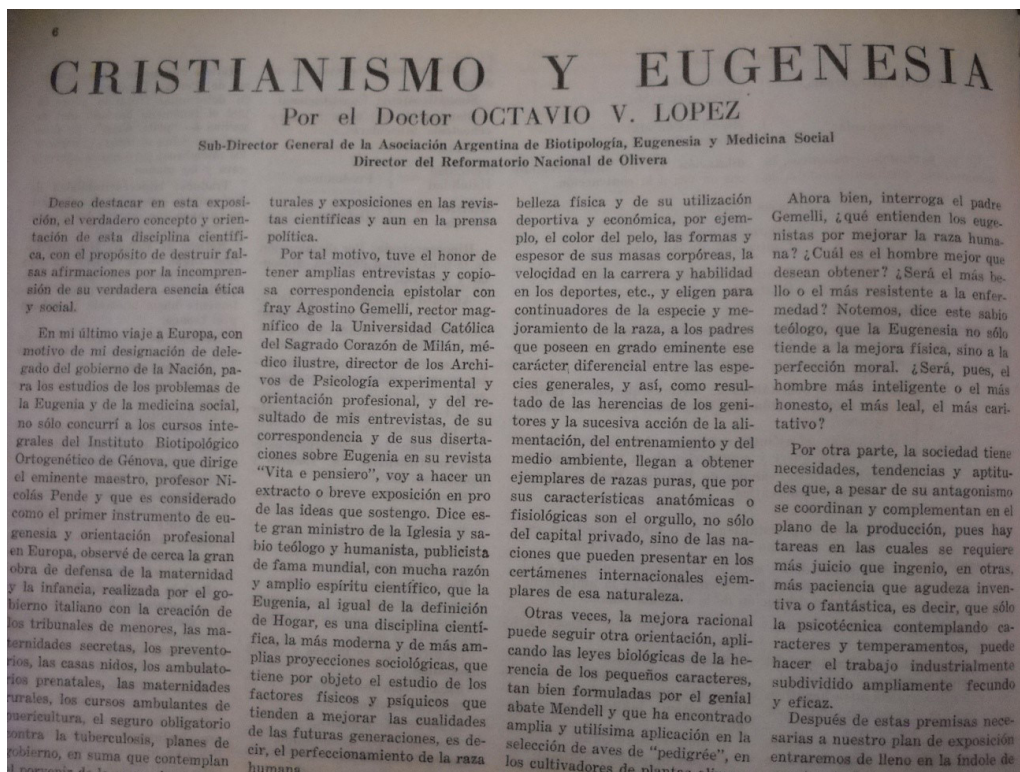 6
CRISTIANISMO Y EUGENESIA
Por el Doctor OCTAVIO V. LOPEZ
Sub-Director General de la Asociación Argentina de Biotipología, Eugenesia y Medicina Social
Director del Reformatorio Nacional de Olivera
Deseo destacar en esta exposi-
ción, el verdadero concepto y orien-
tación de esta disciplina científi-
ca, con el propósito de destruir fal-
sas afirmaciones por la incompren-
sión de su verdadera esencia ética
y social.
En mi último viaje a Europa, con
motivo de mi designación de dele-
gado del gobierno de la Nación, pa-
ra los estudios de los problemas de
la Eugenia y de la medicina social,
no sólo concurrí a los cursos inte-
grales del Instituto Biotipológico
Ortogenético de Génova, que dirige
el eminente maestro, profesor Ni-
colás Pende y que es considerado
como el primer instrumento de eu-
genesia y orientación profesional
en Europa, observé de cerca la gran
obra de defensa de la maternidad
y la infancia, realizada por el go-
bierno italiano con la creación de
los tribunales de menores, las ma-
ternidades secretas, los prevento-
rios, las casas nidos, los ambulato-
rios prenatales, las maternidades
rurales, los cursos ambulantes de
puericultura, el seguro obligatorio
contra la tuberculosis, planes de
gobierno, en suma que contemplan
turales y exposiciones en las revis-
tas científicas y aun en la prensa
política.
Por tal motivo, tuve el honor de
tener amplias entrevistas y copio-
sa correspondencia epistolar con
fray Agostino Gemelli, rector mag-
nífico de la Universidad Católica
del Sagrado Corazón de Milán, mé-
dico ilustre, director de los Archi-
vos de Psicología experimental y
orientación profesional, y del re-
sultado de mis entrevistas, de su
correspondencia y de sus diserta-
ciones sobre Eugenia en su revista
"Vita e pensiero", voy a hacer un
extracto o breve exposición en pro
de las ideas que sostengo. Dice es-
te gran ministro de la Iglesia y sa-
bio teólogo y humanista, publicista
de fama mundial, con mucha razón
y amplio espíritu científico, que la
Eugenia, al igual de la definición
de Hogar, es una disciplina cientí-
fica, la más moderna y de más am-
plias proyecciones sociológicas, que
tiene por objeto el estudio de los
factores físicos y psíquicos que
tienden a mejorar las cualidades
de las futuras generaciones, es de-
cir, el perfeccionamiento de la raza
humana.
belleza física y de su utilización
deportiva y económica, por ejem-
plo, el color del pelo, las formas y
espesor de sus masas corpóreas, la
velocidad en la carrera y habilidad
en los deportes, etc., y eligen para
continuadores de la especie y me-
joramiento de la raza, a los padres
que poseen en grado eminente ese
carácter diferencial entre las espe-
cies generales, y así, como resul-
tado de las herencias de los geni-
tores y la sucesiva acción de la ali-
mentación, del entrenamiento y del
medio ambiente, llegan a obtener
ejemplares de razas puras, que por
sus características anatómicas o
fisiológicas son el orgullo, no sólo
del capital privado, sino de las na-
ciones que pueden presentar en los
certámenes internacionales ejem-
plares de esa naturaleza.
Otras veces, la mejora racional
puede seguir otra orientación, apli-
cando las leyes biológicas de la he-
rencia de los pequeños caracteres,
tan bien formuladas por el genial
abate Mendell y que ha encontrado
amplia y utilísima aplicación en la
selección de aves de "pedigrée", en
los cultivadores de plantas
Ahora bien, interroga el padre
Gemelli, ¿qué entienden los euge-
nistas por mejorar la raza huma-
na? ¿Cuál es el hombre mejor que
desean obtener? ¿Será el más be-
llo o el más resistente a la enfer-
medad? Notemos, dice este sabio
teólogo, que la Eugenesia no sólo
tiende a la mejora física, sino a la
perfección moral. ¿Será, pues, el
hombre más inteligente o el más
honesto, el más leal, el más cari-
tativo?
Por otra parte, la sociedad tiene
necesidades, tendencias y aptitu-
des que, a pesar de su antagonismo
se coordinan y complementan en el
plano de la producción, pues hay
tareas en las cuales se requiere
más juicio que ingenio, en otras,
más paciencia que agudeza inven-
tiva o fantástica, es decir, que sólo
la psicotécnica contemplando ca-
racteres y temperamentos, puede
hacer el trabajo industrialmente
subdividido ampliamente fecundo
y eficaz.
Después de estas premisas nece-
sarias a nuestro plan de exposición
entraremos de lleno en la índole de